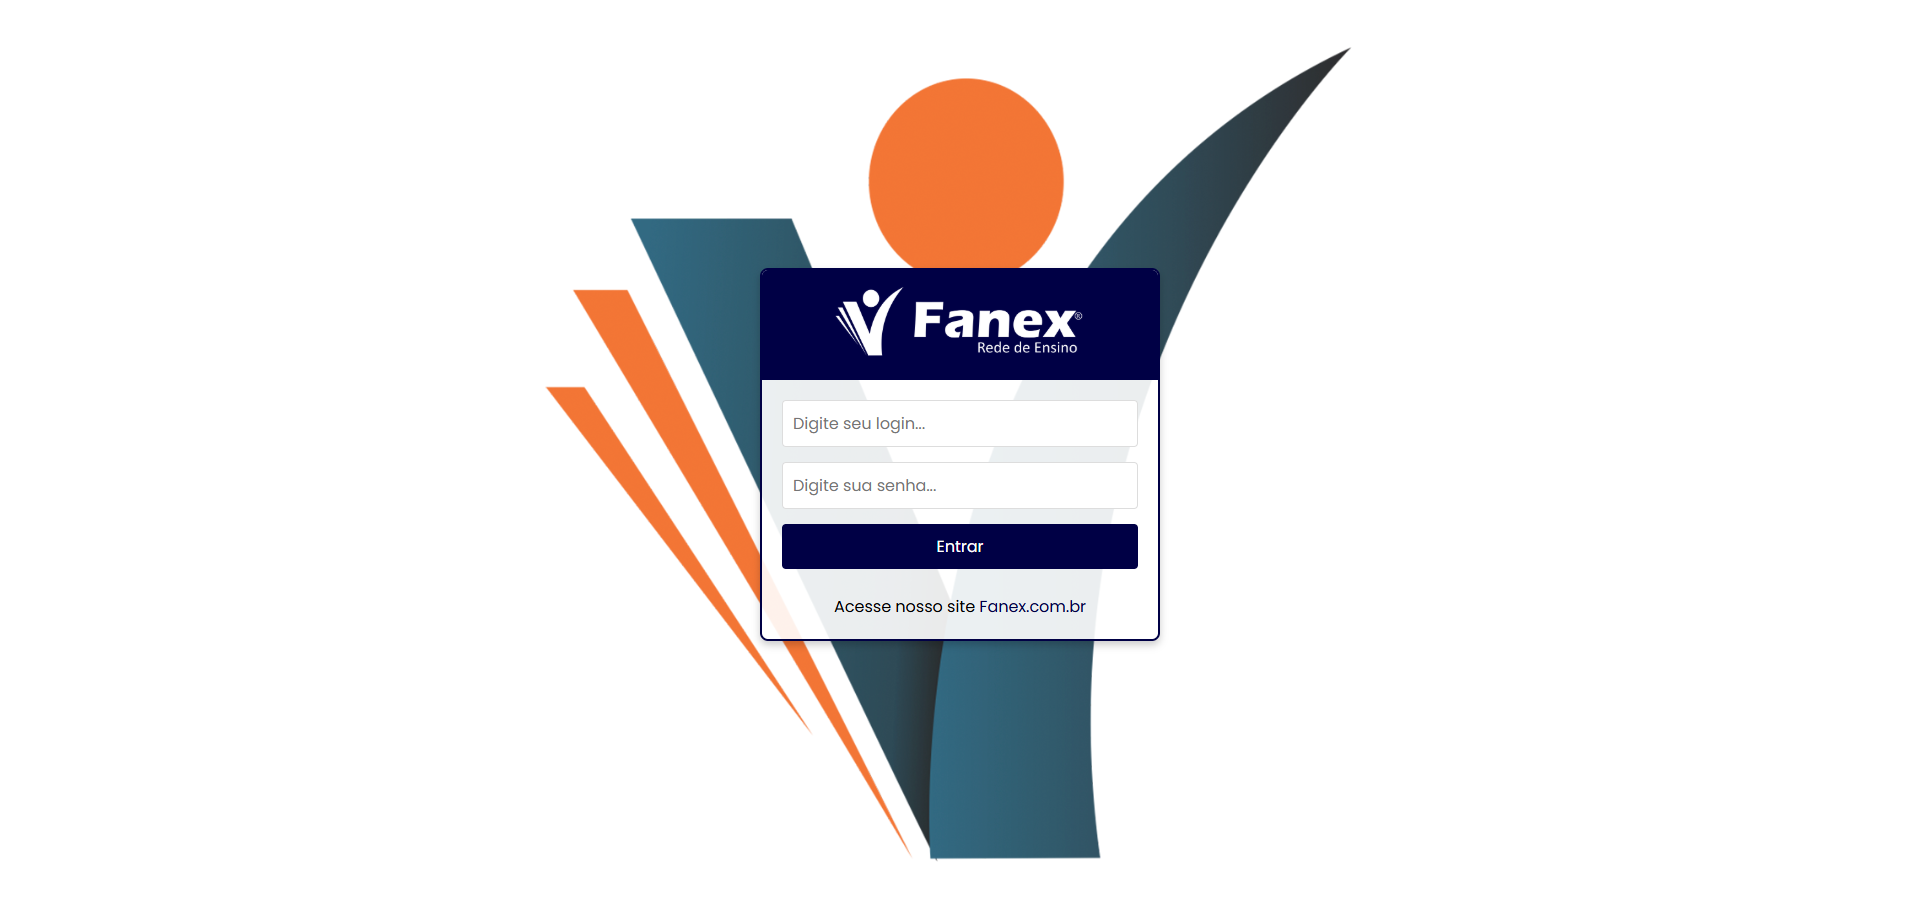 Fanex®
Rede de Ensino
Digite seu login...
Digite sua senha...
Entrar
Acesse nosso site Fanex.com.br